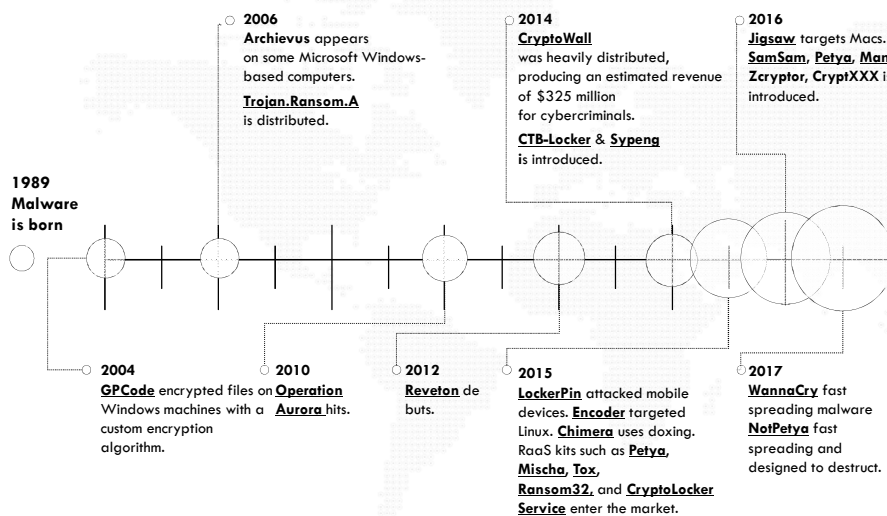 1989
Malware
is born
2004
GPCode encrypted files on
Windows machines with a
custom encryption
algorithm.
2006
Archievus appears
on some Microsoft Windows-
based computers.
Trojan.Ransom.A
is distributed.
2010
Operation
Aurora hits.
2012
Reveton de
buts.
2014
CryptoWall
was heavily distributed,
producing an estimated revenue
of $325 million
for cybercriminals.
CTB-Locker & Sypeng
is introduced.
2015
LockerPin attacked mobile
devices. Encoder targeted
Linux. Chimera uses doxing.
RaaS kits such as Petya,
Mischa, Tox,
Ransom32, and CryptoLocker
Service enter the market.
2016
Jigsaw targets Macs.
SamSam, Petya,
Zcryptor, CryptXXX
introduced.
2017
WannaCry fast
spreading malware
NotPetya fast
spreading and
designed to destruct.